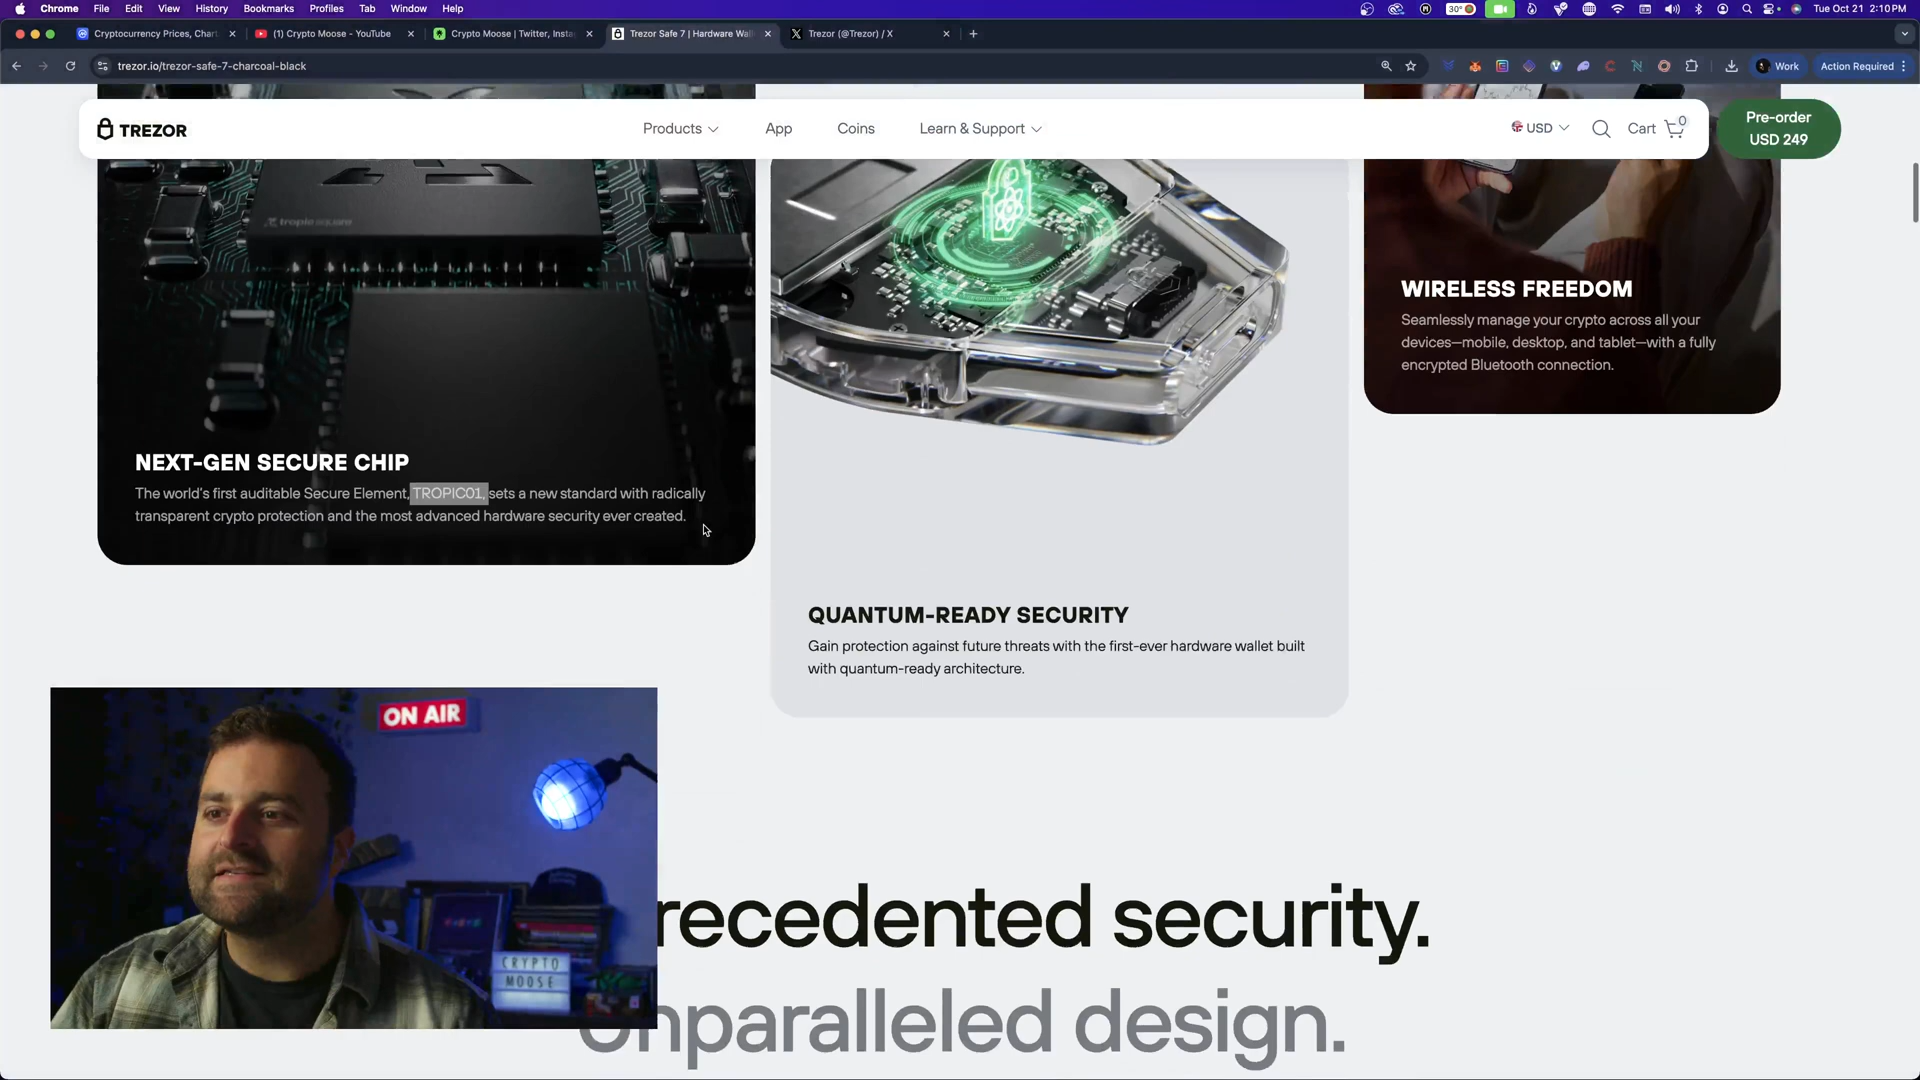 Chrome File Edit View History Bookmarks Profiles Tab Window Help
30°
Tue Oct 21 2:10PM
Cryptocurrency Prices, Chart
(1) Crypto Moose - YouTube
Crypto Moose | Twitter, Insta
Trezor Safe 7 | Hardware Wall
Trezor (@Trezor) / X
trezor.io/trezor-safe-7-charcoal-black
Work
Action Required
TREZOR
Products
App
Coins
Learn & Support
USD
Cart 0
Pre-order
USD 249
tropic square
WIRELESS FREEDOM
Seamlessly manage your crypto across all your
devices—mobile, desktop, and tablet—with a fully
encrypted Bluetooth connection.
NEXT-GEN SECURE CHIP
The world's first auditable Secure Element, TROPIC01, sets a new standard with radically
transparent crypto protection and the most advanced hardware security ever created.
QUANTUM-READY SECURITY
Gain protection against future threats with the first-ever hardware wallet built
with quantum-ready architecture.
ON AIR
recedented security.
CRYPTO
MOOSE
Unparalleled design.